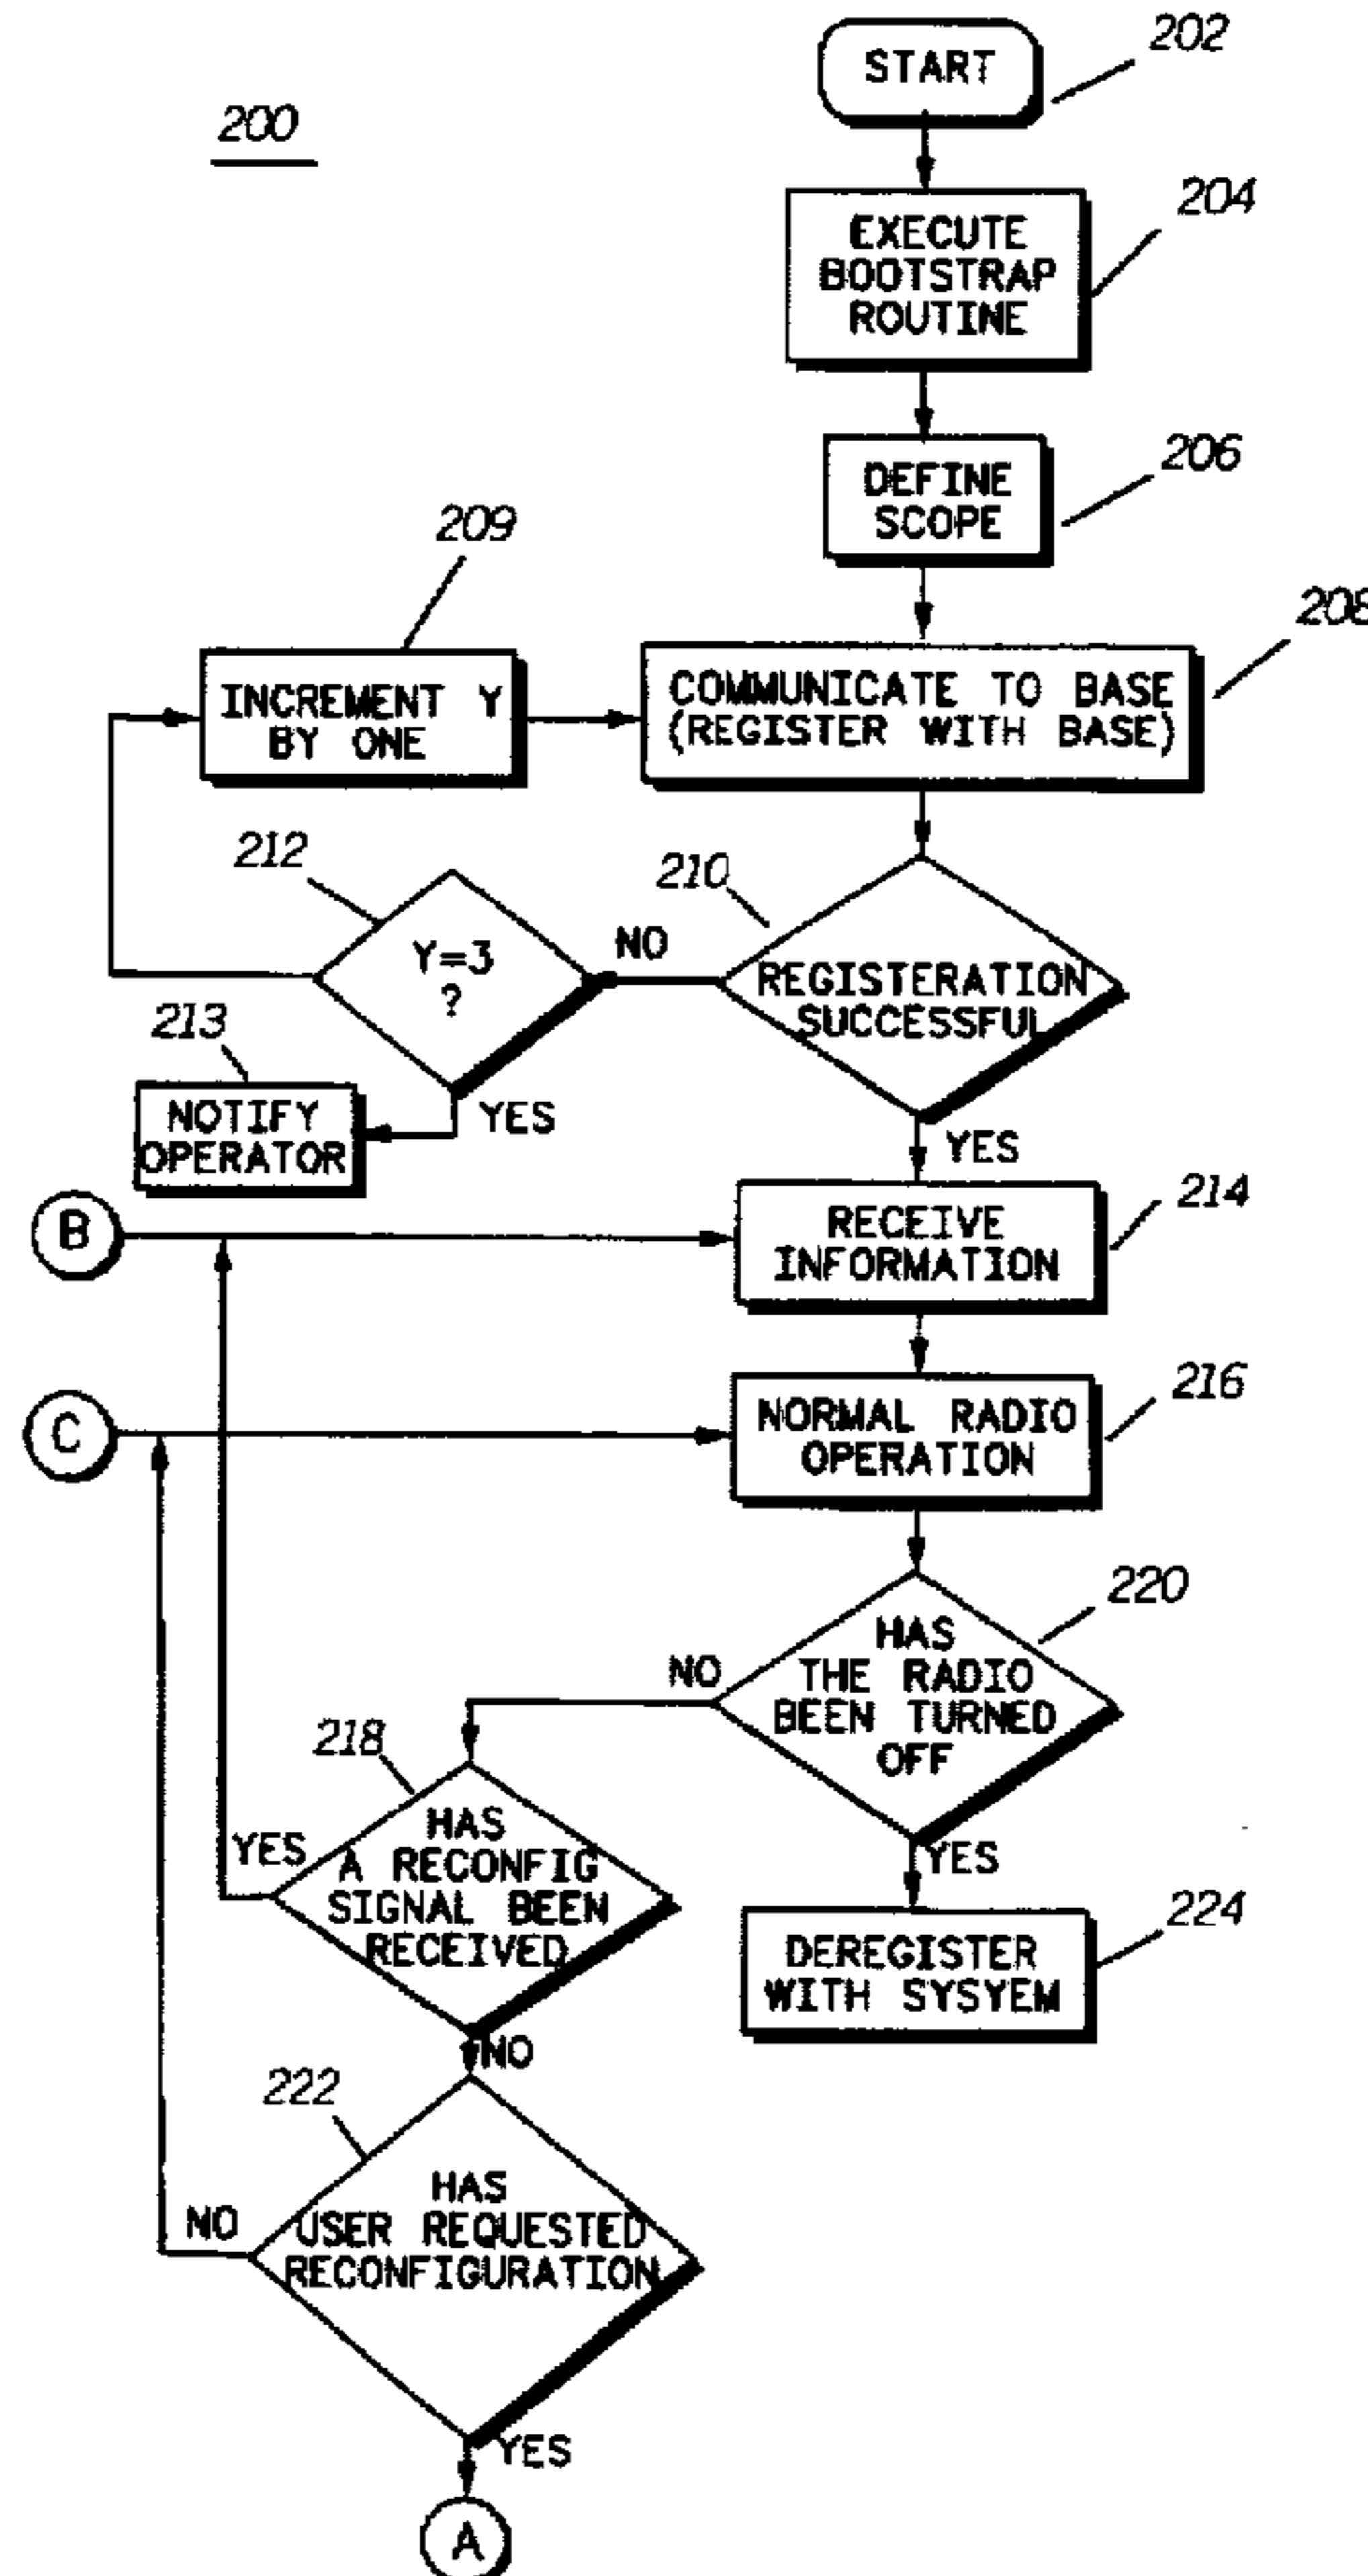 200
START
202
EXECUTE
BOOTSTRAP
ROUTINE
204
DEFINE
SCOPE
206
209
208
INCREMENT Y
BY ONE
COMMUNICATE TO BASE
(REGISTER WITH BASE)
212
Y=3
?
NO
210
REGISTERATION
SUCCESSFUL
213
NOTIFY
OPERATOR
YES
YES
B
RECEIVE
INFORMATION
214
C
NORMAL RADIO
OPERATION
216
220
HAS
THE RADIO
BEEN TURNED
OFF
NO
218
HAS
A RECONFIG
SIGNAL BEEN
RECEIVED
YES
YES
224
DEREGISTER
WITH SYSYEM
NO
222
HAS
USER REQUESTED
RECONFIGURATION
NO
YES
A